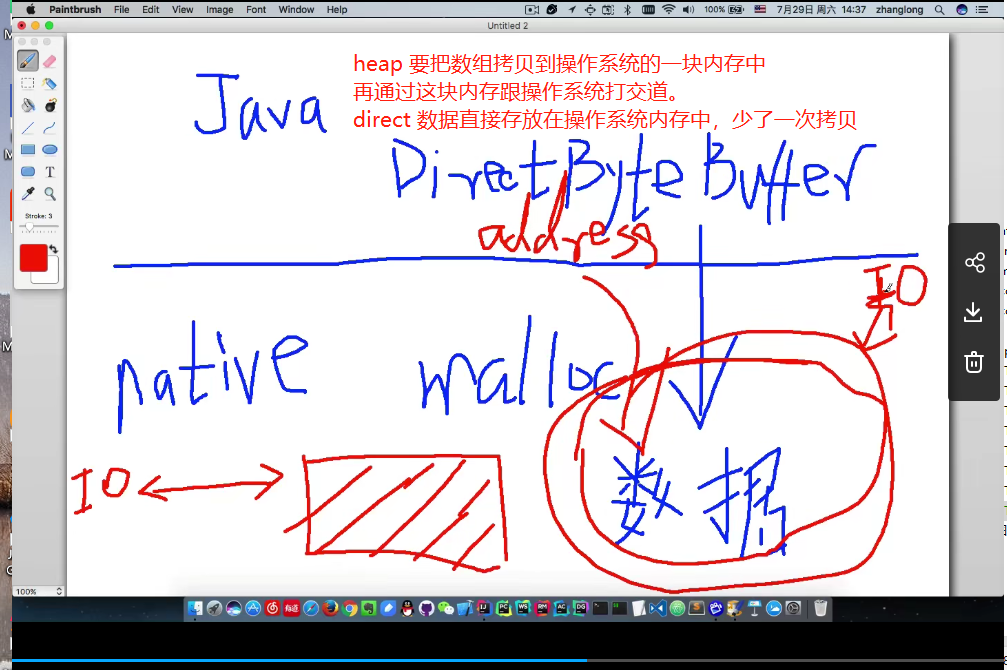 Paintbrush File Edit View Image Font Window Help 100% 7月29日 周六 14:37 zhanglong
Untitled 2
heap 要把数组拷贝到操作系统的一块内存中
再通过这块内存跟操作系统打交道。
direct 数据直接存放在操作系统内存中，少了一次拷贝
Java
DirectByteBuffer
address
Stroke: 3
IO
native malloc
IO
数据
100%